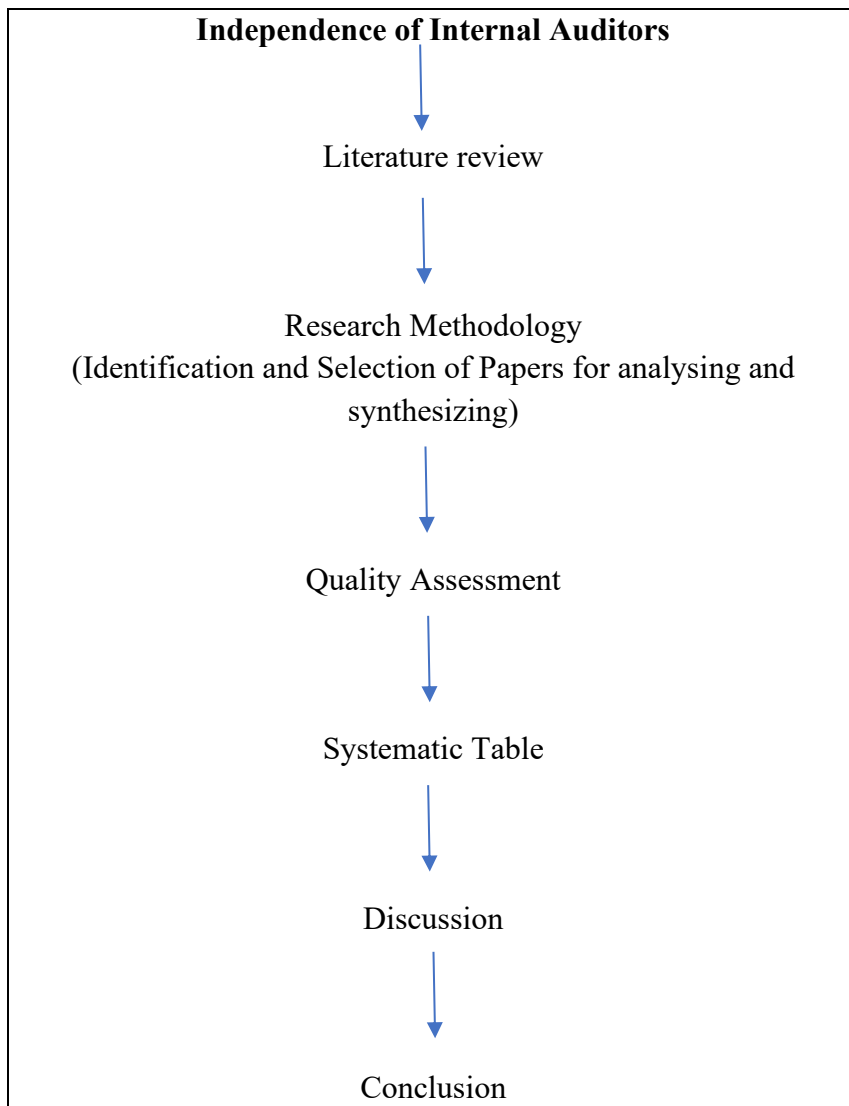 Independence of Internal Auditors
Literature review
Research Methodology
(Identification and Selection of Papers for analysing and
synthesizing)
Quality Assessment
Systematic Table
Discussion
Conclusion